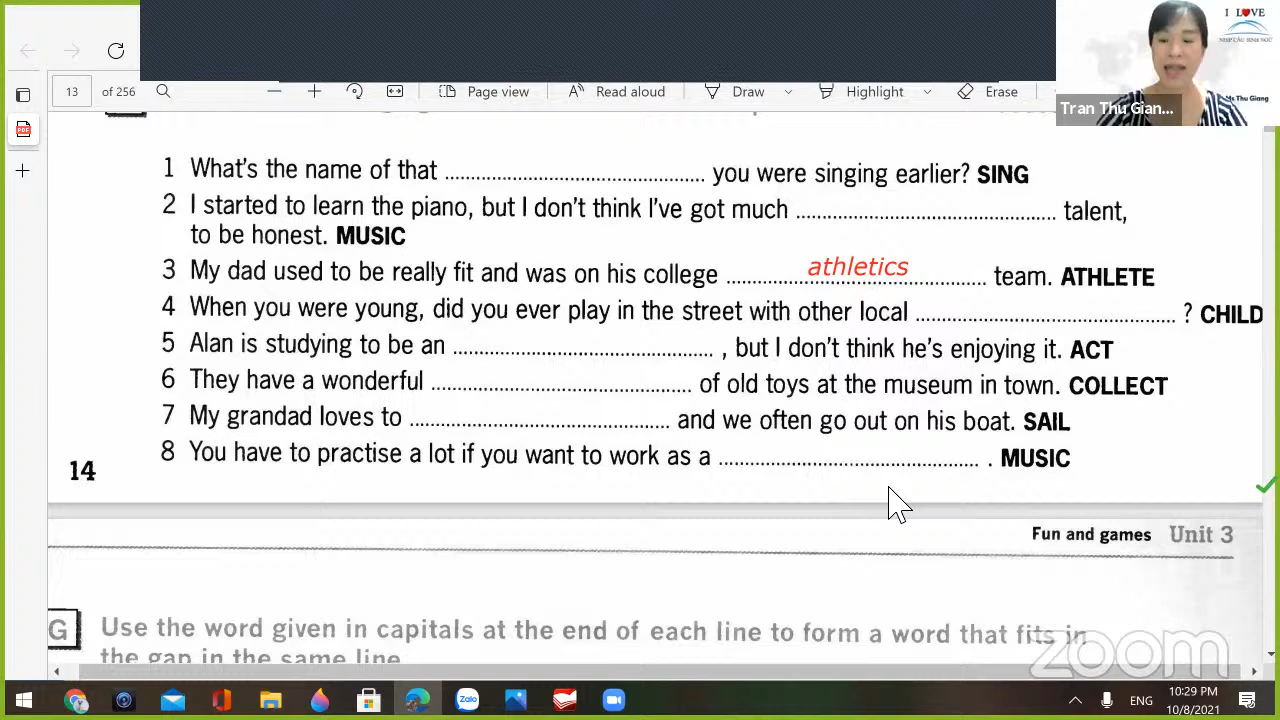 I LOVE
NHỊP CẦU SINH NGỮ
Ms Thu Giang
Tran Thu Gian...
13 of 256 Page view Read aloud Draw Highlight Erase
1 What's the name of that ........ you were singing earlier? SING
2 I started to learn the piano, but I don't think I've got much ........ talent,
to be honest. MUSIC
3 My dad used to be really fit and was on his college athletics team. ATHLETE
4 When you were young, did you ever play in the street with other local ........ ? CHILD
5 Alan is studying to be an ........ , but I don't think he's enjoying it. ACT
6 They have a wonderful ........ of old toys at the museum in town. COLLECT
7 My grandad loves to ........ and we often go out on his boat. SAIL
8 You have to practise a lot if you want to work as a ........ . MUSIC
14
Fun and games Unit 3
G Use the word given in capitals at the end of each line to form a word that fits in
the gap in the same line
zoom
Zalo
ENG
10:29 PM
10/8/2021